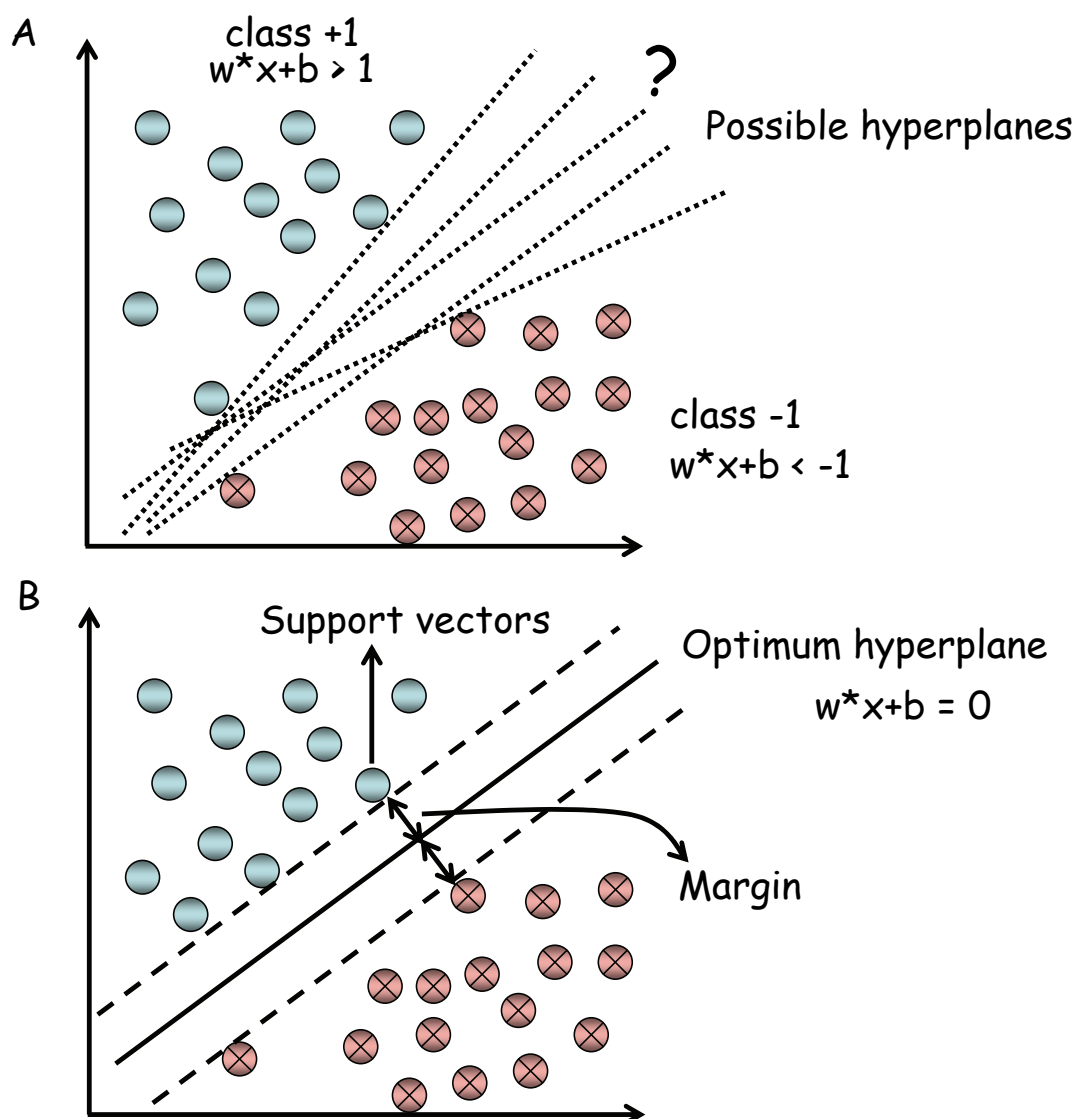 A
class +1
w*x+b > 1
?
Possible hyperplanes
class -1
w*x+b < -1
B
Support vectors
Optimum hyperplane
w*x+b = 0
Margin